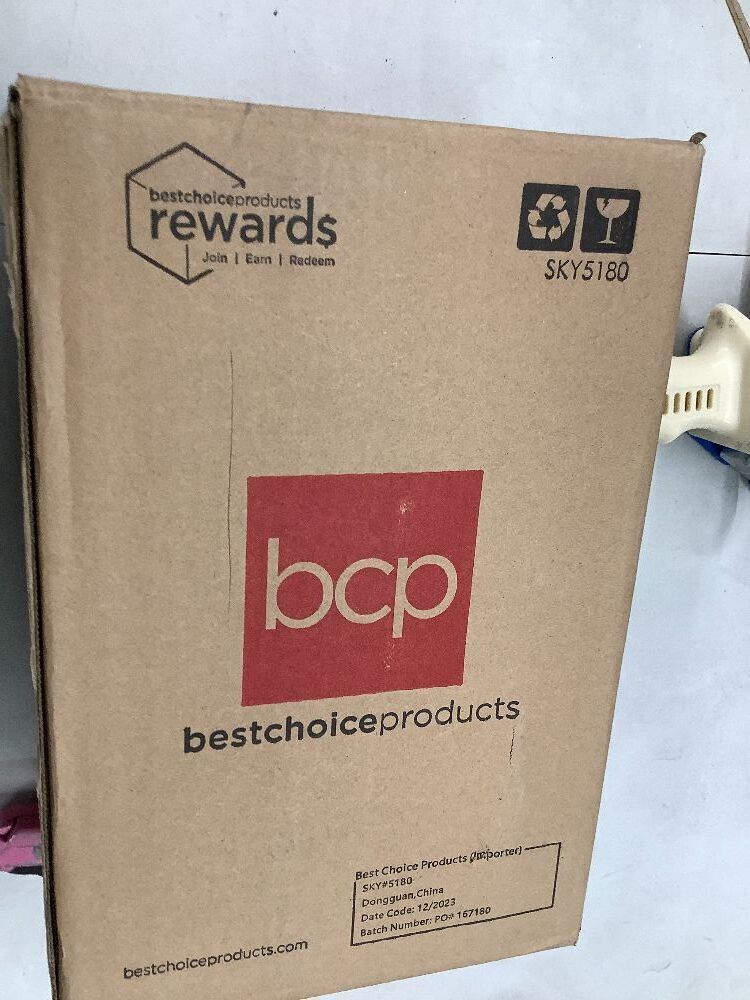 bestchoiceproducts
rewards
Join | Earn | Redeem
SKY5180
bcp
bestchoiceproducts
Best Choice Products (Importer)
SKY#5180
Dongguan,China
Date Code: 12/2023
Batch Number: PO# 167180
bestchoiceproducts.com